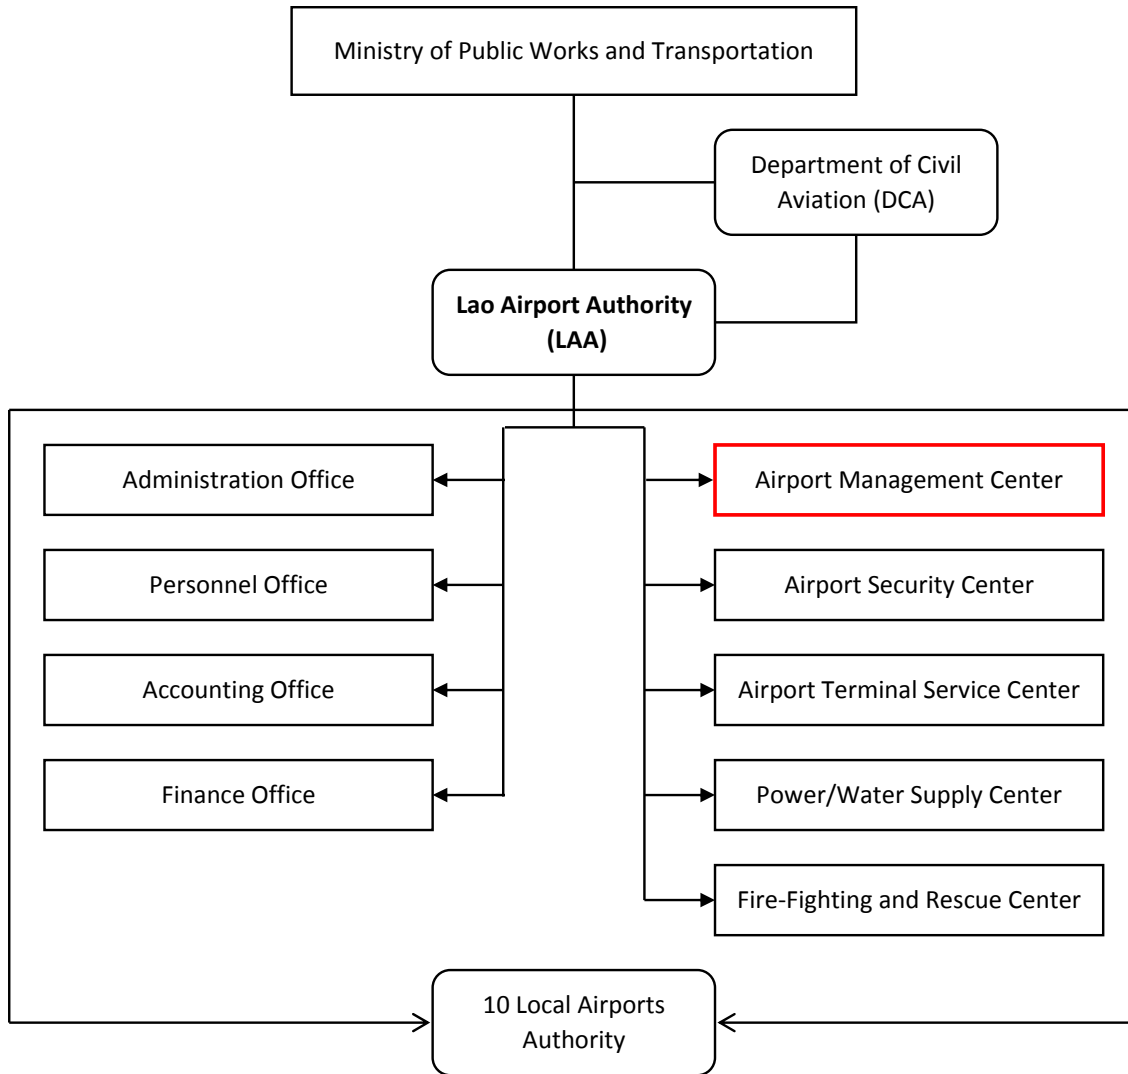 Ministry of Public Works and Transportation
Department of Civil
Aviation (DCA)
Lao Airport Authority
(LAA)
Administration Office
Airport Management Center
Personnel Office
Airport Security Center
Accounting Office
Airport Terminal Service Center
Finance Office
Power/Water Supply Center
Fire-Fighting and Rescue Center
10 Local Airports
Authority